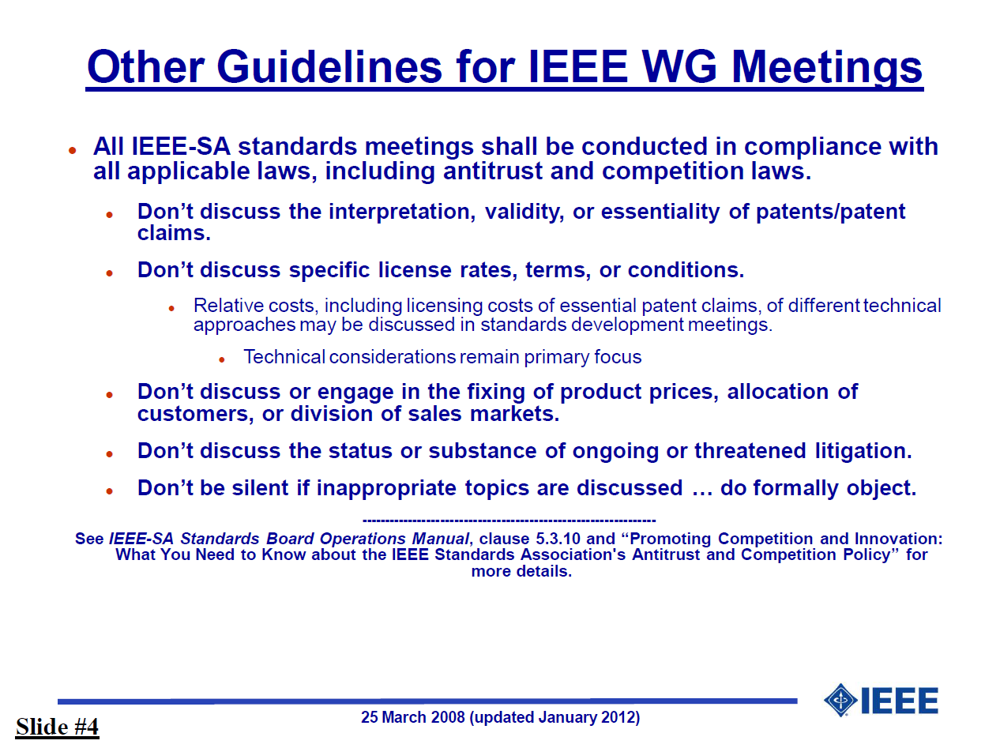 Other Guidelines for IEEE WG Meetings
• All IEEE-SA standards meetings shall be conducted in compliance with
all applicable laws, including antitrust and competition laws.
• Don’t discuss the interpretation, validity, or essentiality of patents/patent
claims.
• Don’t discuss specific license rates, terms, or conditions.
• Relative costs, including licensing costs of essential patent claims, of different technical
approaches may be discussed in standards development meetings.
• Technical considerations remain primary focus
• Don’t discuss or engage in the fixing of product prices, allocation of
customers, or division of sales markets.
• Don’t discuss the status or substance of ongoing or threatened litigation.
• Don’t be silent if inappropriate topics are discussed … do formally object.
---------------------------------------------------------------
See IEEE-SA Standards Board Operations Manual, clause 5.3.10 and “Promoting Competition and Innovation:
What You Need to Know about the IEEE Standards Association's Antitrust and Competition Policy” for
more details.
IEEE
25 March 2008 (updated January 2012)
Slide #4